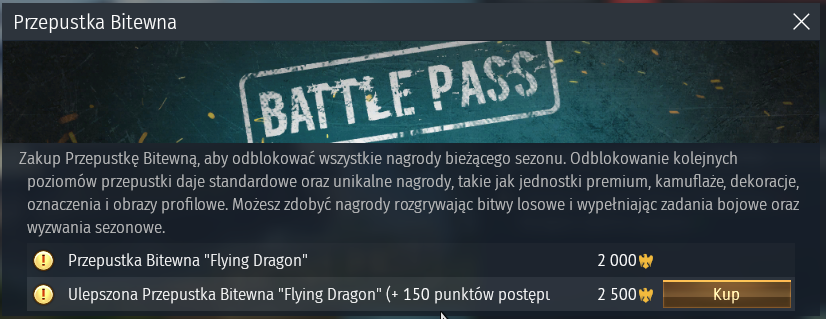 Przepustka Bitewna
BATTLE PASS
Zakup Przepustkę Bitewną, aby odblokować wszystkie nagrody bieżącego sezonu. Odblokowanie kolejnych
poziomów przepustki daje standardowe oraz unikalne nagrody, takie jak jednostki premium, kamuflaże, dekoracje,
oznaczenia i obrazy profilowe. Możesz zdobyć nagrody rozgrywając bitwy losowe i wypełniając zadania bojowe oraz
wyzwania sezonowe.
Przepustka Bitewna "Flying Dragon" 2 000
Ulepszona Przepustka Bitewna "Flying Dragon" (+ 150 punktów postępu 2 500 Kup